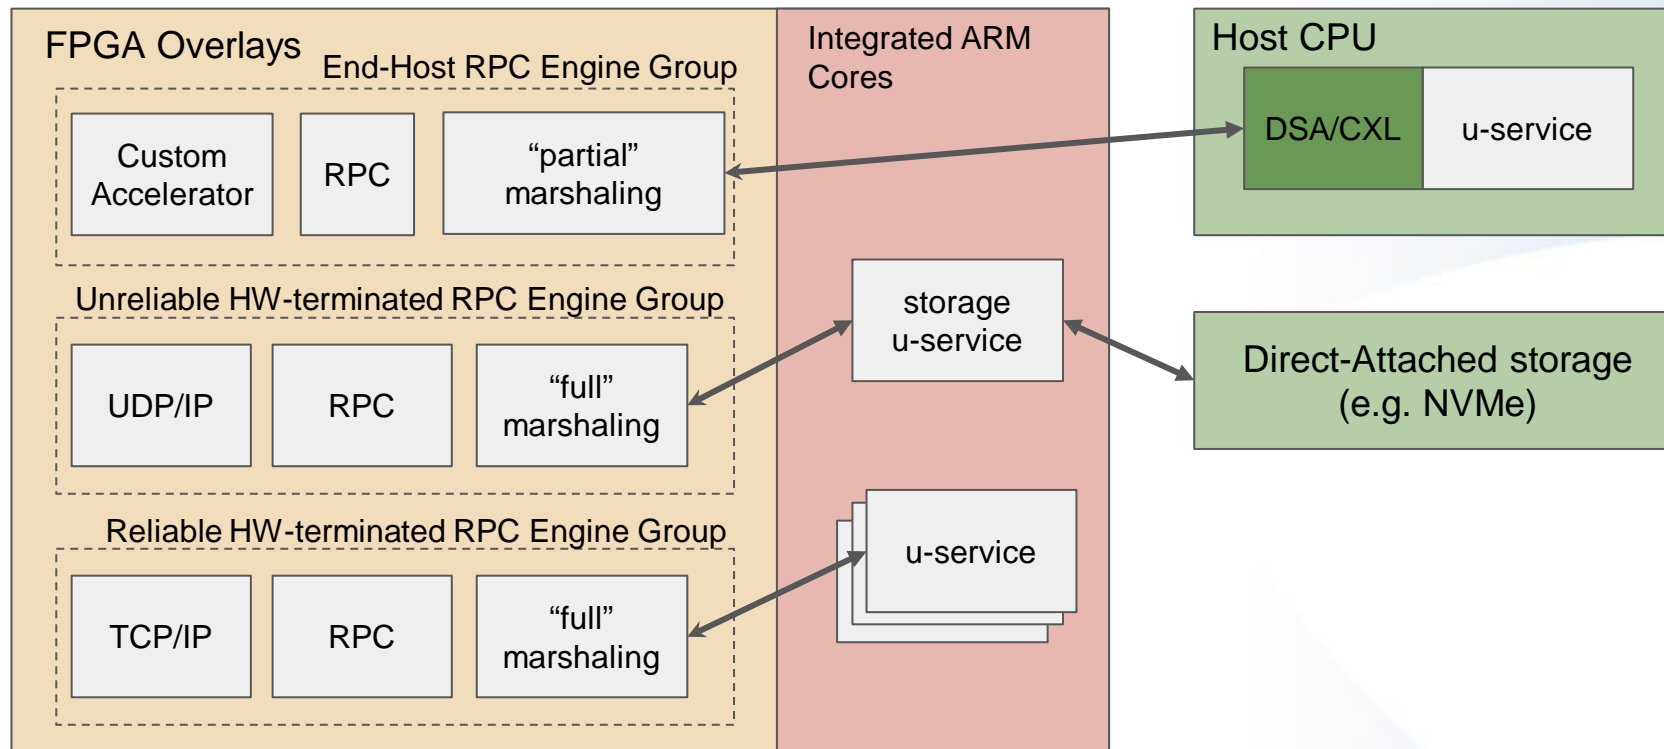 FPGA Overlays
End-Host RPC Engine Group
Custom
Accelerator
RPC
“partial”
marshaling
Unreliable HW-terminated RPC Engine Group
UDP/IP
RPC
“full”
marshaling
Reliable HW-terminated RPC Engine Group
TCP/IP
RPC
“full”
marshaling
Integrated ARM
Cores
storage
u-service
u-service
Host CPU
DSA/CXL
u-service
Direct-Attached storage
(e.g. NVMe)